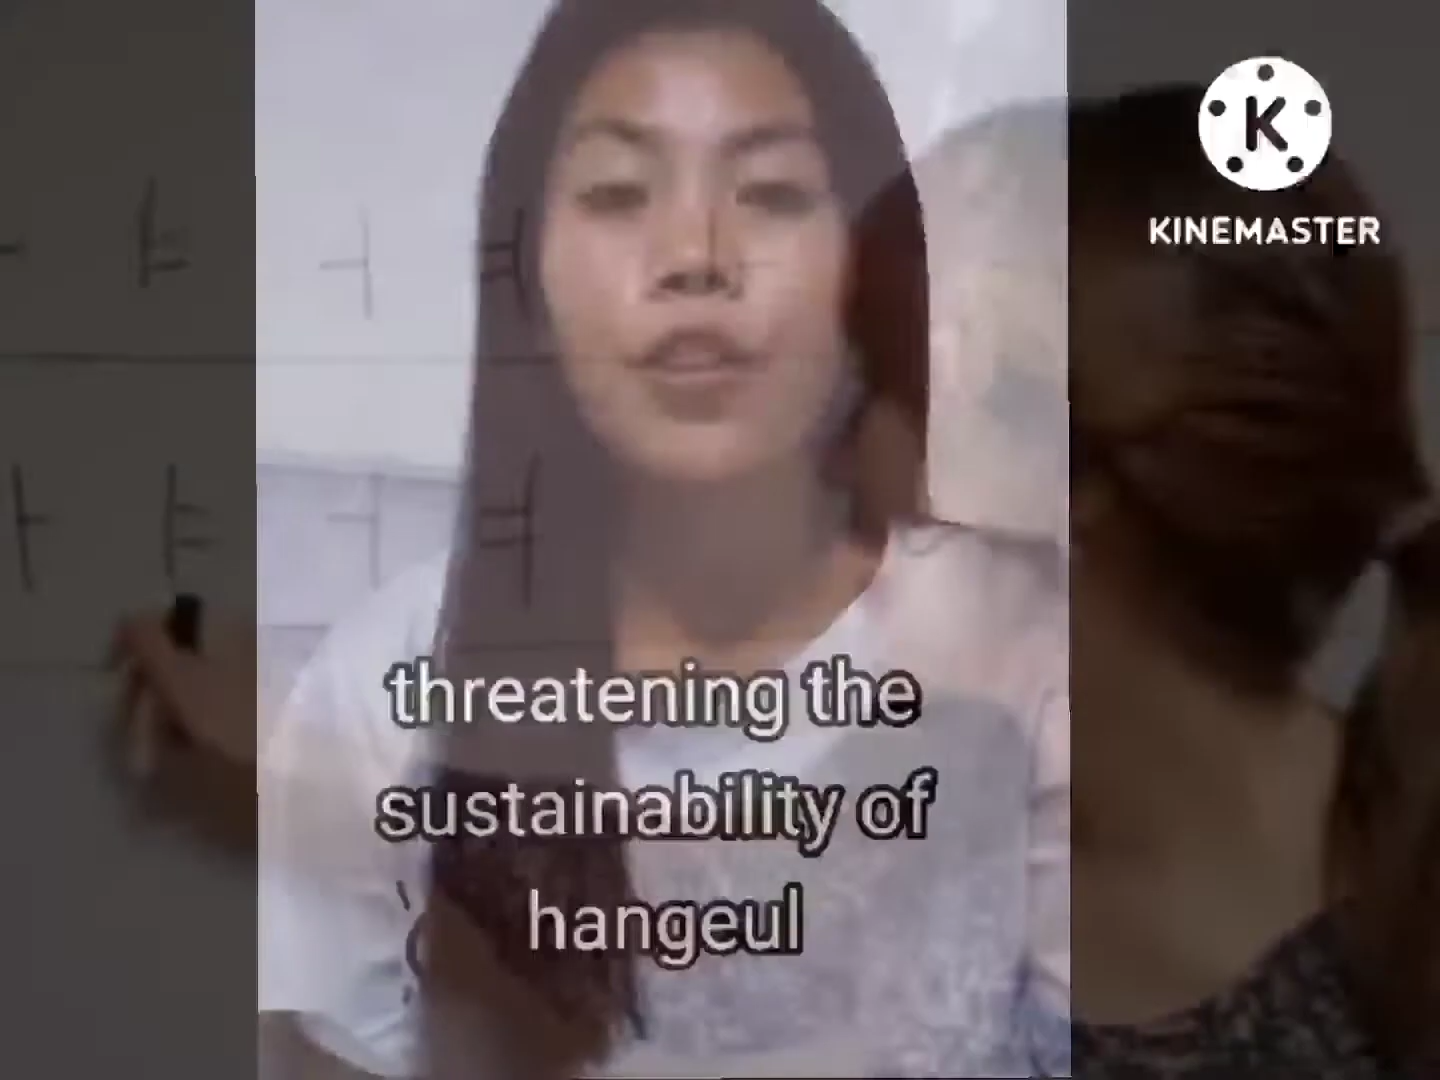 K
KINEMASTER
ㅏ ㅑ ㅓ ㅕ
ㅏ ㅑ ㅓ ㅕ
threatening the
sustainability of
hangeul